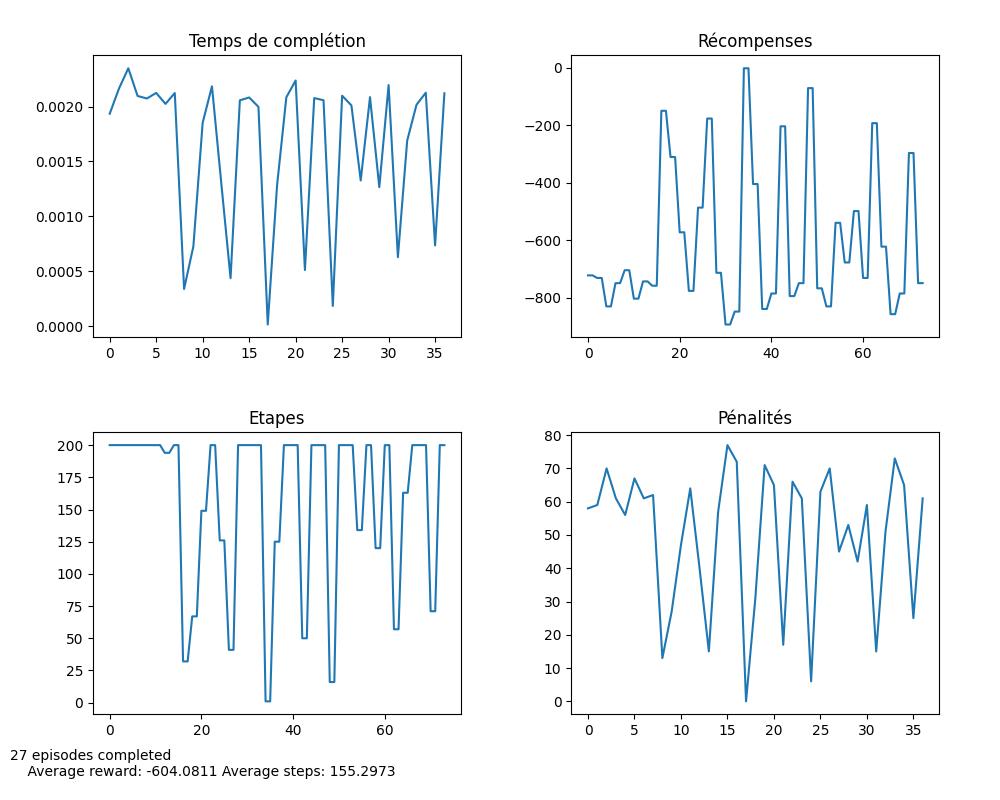 Temps de complétion
0.0020
0.0015
0.0010
0.0005
0.0000
0 5 10 15 20 25 30 35
Récompenses
0
−200
−400
−600
−800
0 20 40 60
Etapes
200
175
150
125
100
75
50
25
0
0 20 40 60
Pénalités
80
70
60
50
40
30
20
10
0
0 5 10 15 20 25 30 35
27 episodes completed
Average reward: -604.0811 Average steps: 155.2973